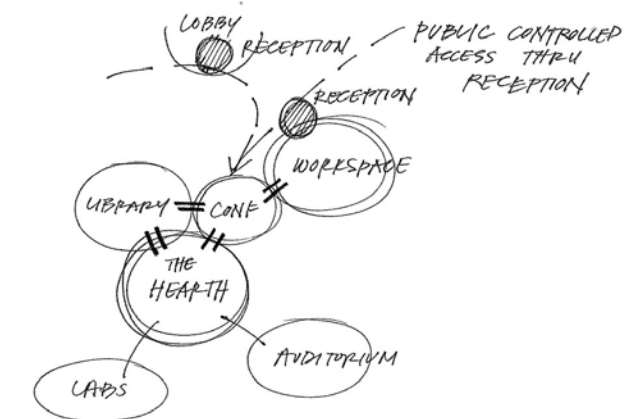 LOBBY
RECEPTION
PUBLIC CONTROLLED
ACCESS THRU
RECEPTION
RECEPTION
WORKSPACE
LIBRARY
CONF
THE
HEARTH
AUDITORIUM
LABS